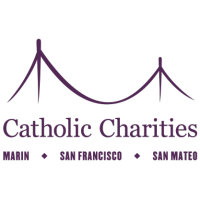 Catholic Charities
MARIN ◆ SAN FRANCISCO ◆ SAN MATEO